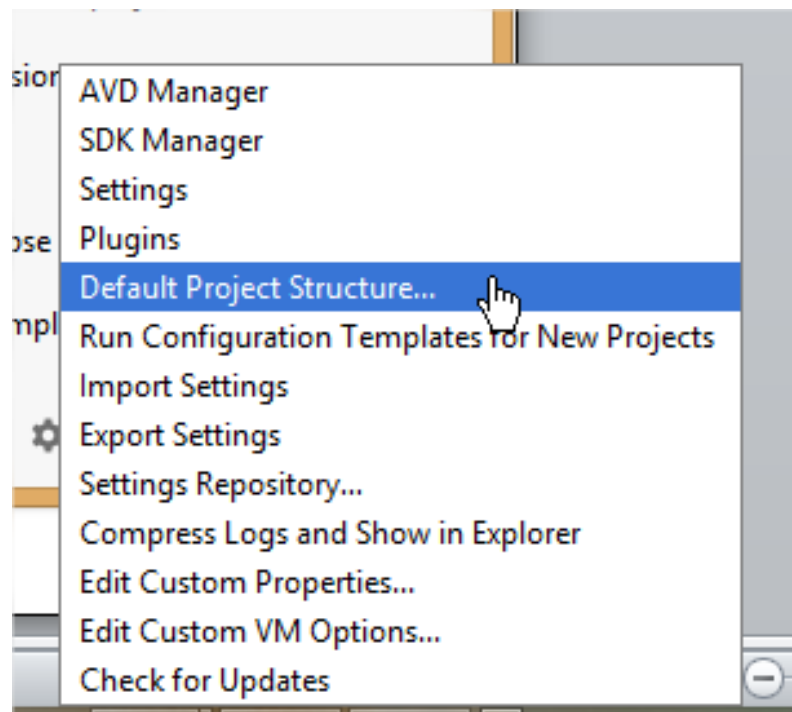 AVD Manager
SDK Manager
Settings
Plugins
Default Project Structure...
Run Configuration Templates for New Projects
Import Settings
Export Settings
Settings Repository...
Compress Logs and Show in Explorer
Edit Custom Properties...
Edit Custom VM Options...
Check for Updates